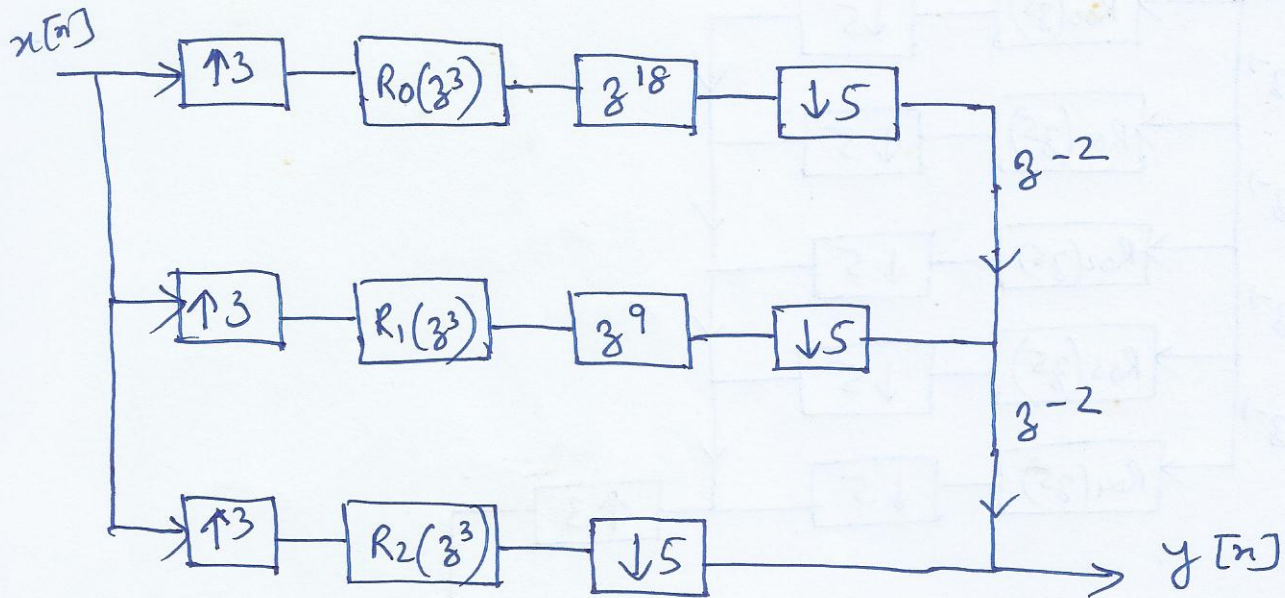 x[n]
↑3 R₀(z³) z¹⁸ ↓5
z⁻²
↑3 R₁(z³) z⁹ ↓5
z⁻²
↑3 R₂(z³) ↓5
y[n]